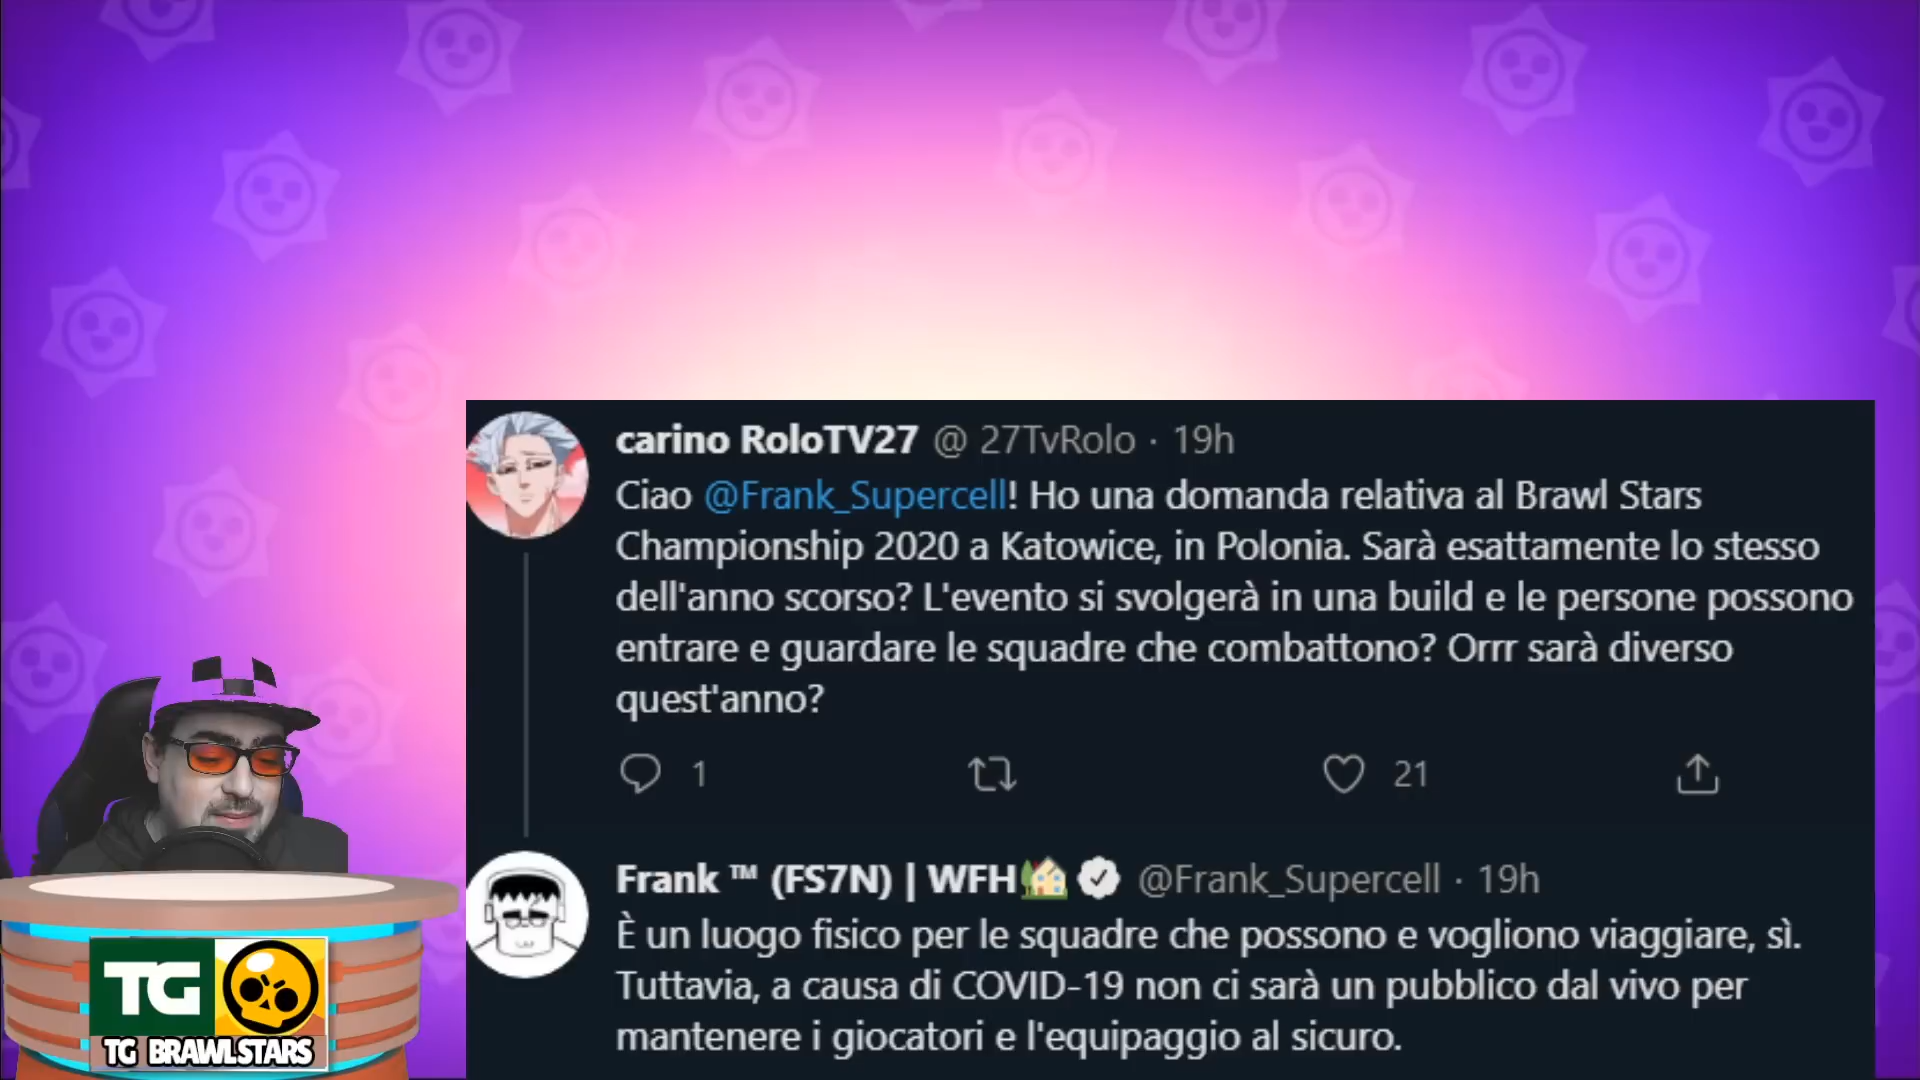 carino RoloTV27 @ 27TvRolo · 19h
Ciao @Frank_Supercell! Ho una domanda relativa al Brawl Stars
Championship 2020 a Katowice, in Polonia. Sarà esattamente lo stesso
dell'anno scorso? L'evento si svolgerà in una build e le persone possono
entrare e guardare le squadre che combattono? Orrr sarà diverso
quest'anno?
1 21
Frank ™ (FS7N) | WFH @Frank_Supercell · 19h
È un luogo fisico per le squadre che possono e vogliono viaggiare, sì.
Tuttavia, a causa di COVID-19 non ci sarà un pubblico dal vivo per
mantenere i giocatori e l'equipaggio al sicuro.
TG
TG BRAWLSTARS